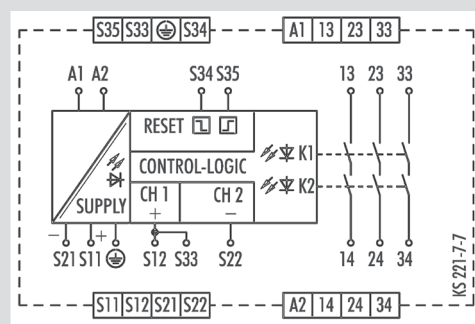 S35 S33 S34 A1 13 23 33
A1 A2 S34 S35 13 23 33
RESET
CONTROL-LOGIC K1
CH 1 CH 2 K2
SUPPLY + −
− +
S21 S11 S12 S33 S22 14 24 34
KS 221-7-7
S11 S12 S21 S22 A2 14 24 34